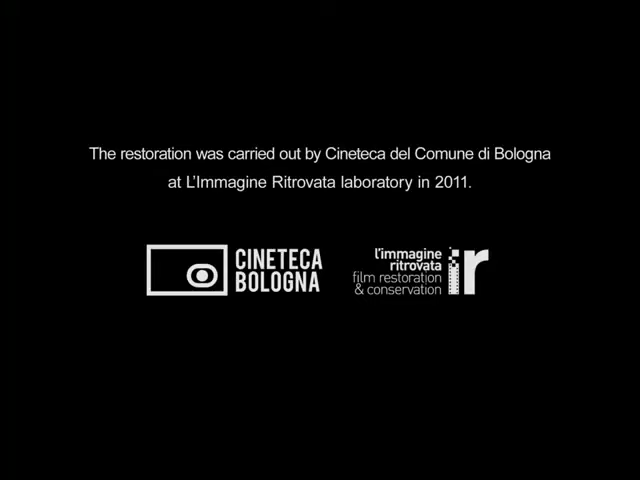 The restoration was carried out by Cineteca del Comune di Bologna
at L'Immagine Ritrovata laboratory in 2011.
CINETECA
BOLOGNA
l'immagine
ritrovata
film restoration
& conservation
ir